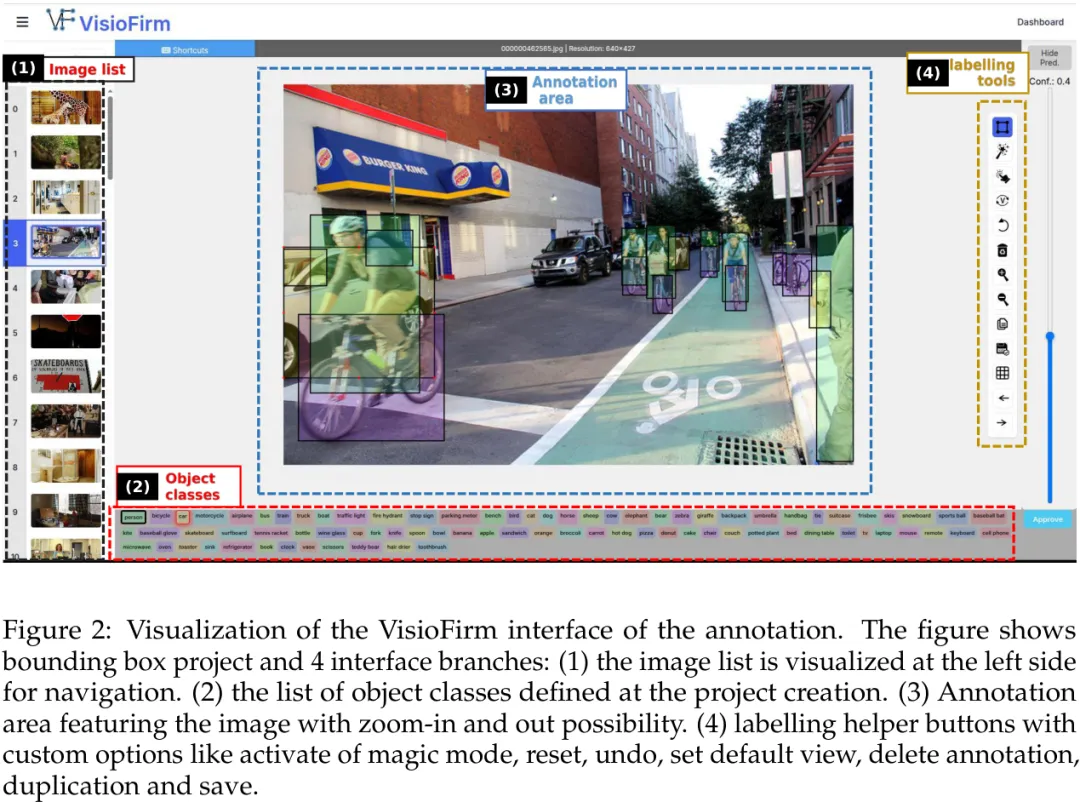 VF VisioFirm
Dashboard
Shortcuts
000000462565.jpg | Resolution: 640×427
Hide
Pred.
Conf.: 0.4
(1) Image list
(3) Annotation
area
(4) labelling
tools
BURGER KING
0
1
2
3
4
5
6
SKATEBOARDS
7
8
9
10
(2) Object
classes
person bicycle car motorcycle airplane bus train truck boat traffic light fire hydrant stop sign parking meter bench bird cat dog horse sheep cow elephant bear zebra giraffe backpack umbrella handbag tie suitcase frisbee skis snowboard sports ball baseball bat
kite baseball glove skateboard surfboard tennis racket bottle wine glass cup fork knife spoon bowl banana apple sandwich orange broccoli carrot hot dog pizza donut cake chair couch potted plant bed dining table toilet tv laptop mouse remote keyboard cell phone
microwave oven toaster sink refrigerator book clock vase scissors teddy bear hair drier toothbrush
Approve
Figure 2: Visualization of the VisioFirm interface of the annotation. The figure shows
bounding box project and 4 interface branches: (1) the image list is visualized at the left side
for navigation. (2) the list of object classes defined at the project creation. (3) Annotation
area featuring the image with zoom-in and out possibility. (4) labelling helper buttons with
custom options like activate of magic mode, reset, undo, set default view, delete annotation,
duplication and save.